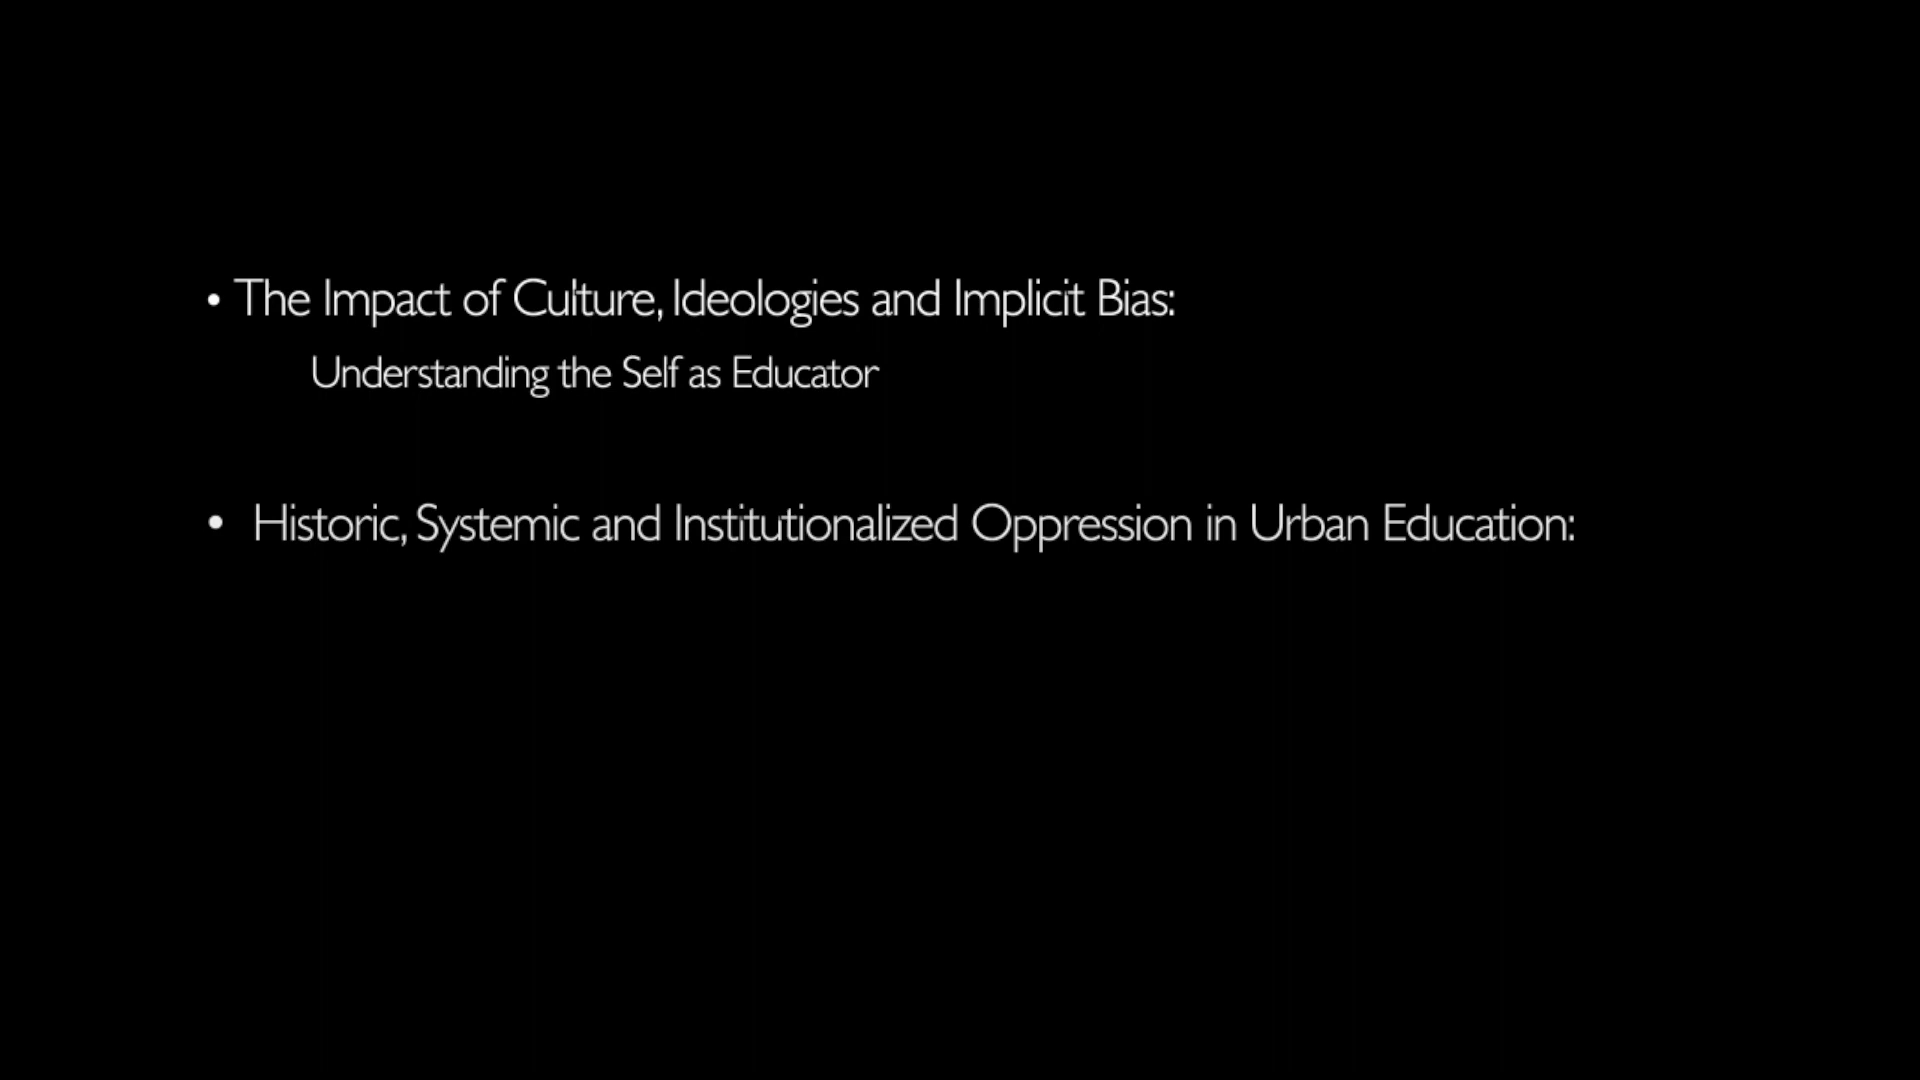 • The Impact of Culture, Ideologies and Implicit Bias:
Understanding the Self as Educator
• Historic, Systemic and Institutionalized Oppression in Urban Education: